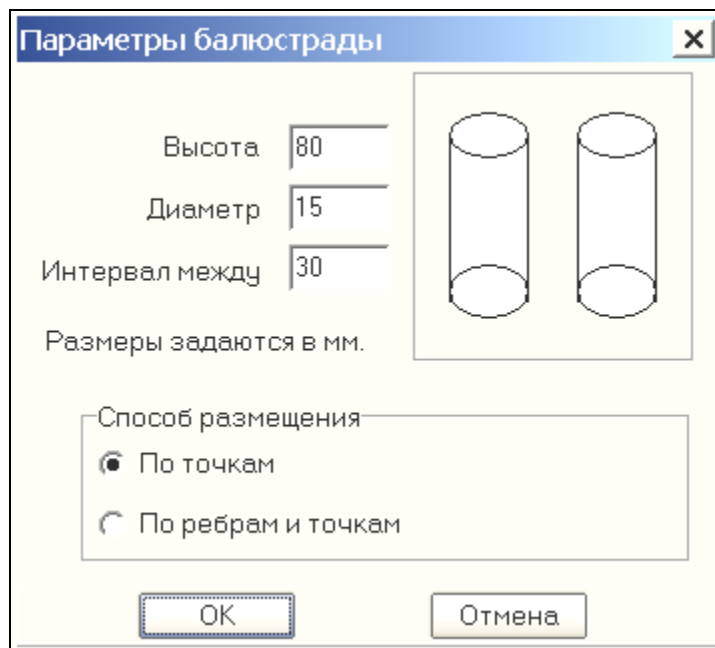 Параметры балюстрады
Высота 80
Диаметр 15
Интервал между 30
Размеры задаются в мм.
Способ размещения
По точкам
По ребрам и точкам
OK Отмена